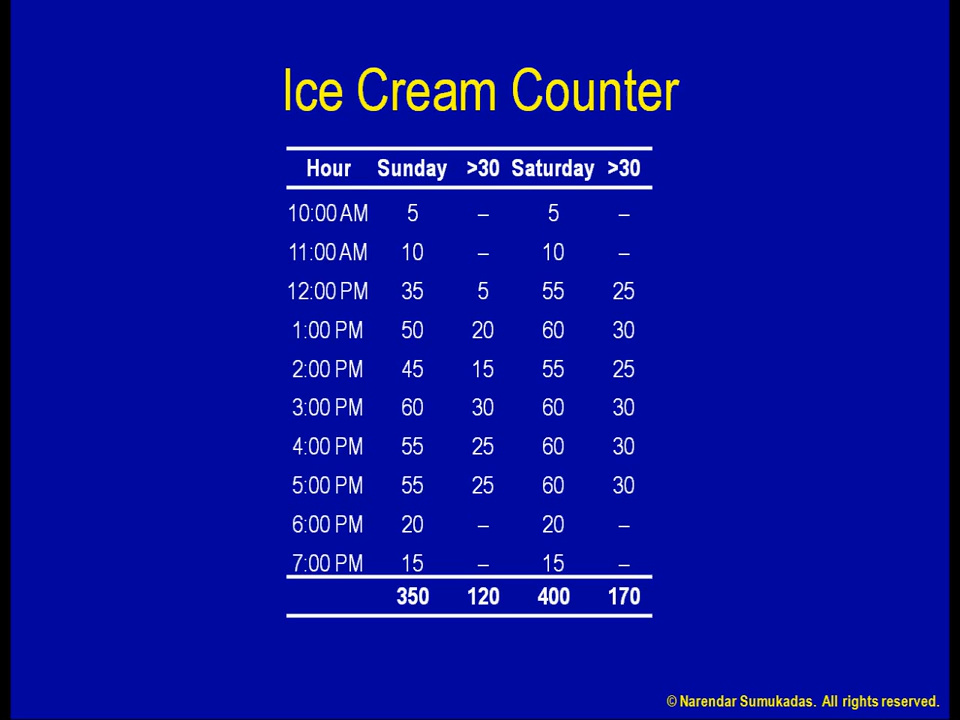 Ice Cream Counter
Hour Sunday >30 Saturday >30
10:00 AM 5 – 5 –
11:00 AM 10 – 10 –
12:00 PM 35 5 55 25
1:00 PM 50 20 60 30
2:00 PM 45 15 55 25
3:00 PM 60 30 60 30
4:00 PM 55 25 60 30
5:00 PM 55 25 60 30
6:00 PM 20 – 20 –
7:00 PM 15 – 15 –
350 120 400 170
© Narendar Sumukadas. All rights reserved.